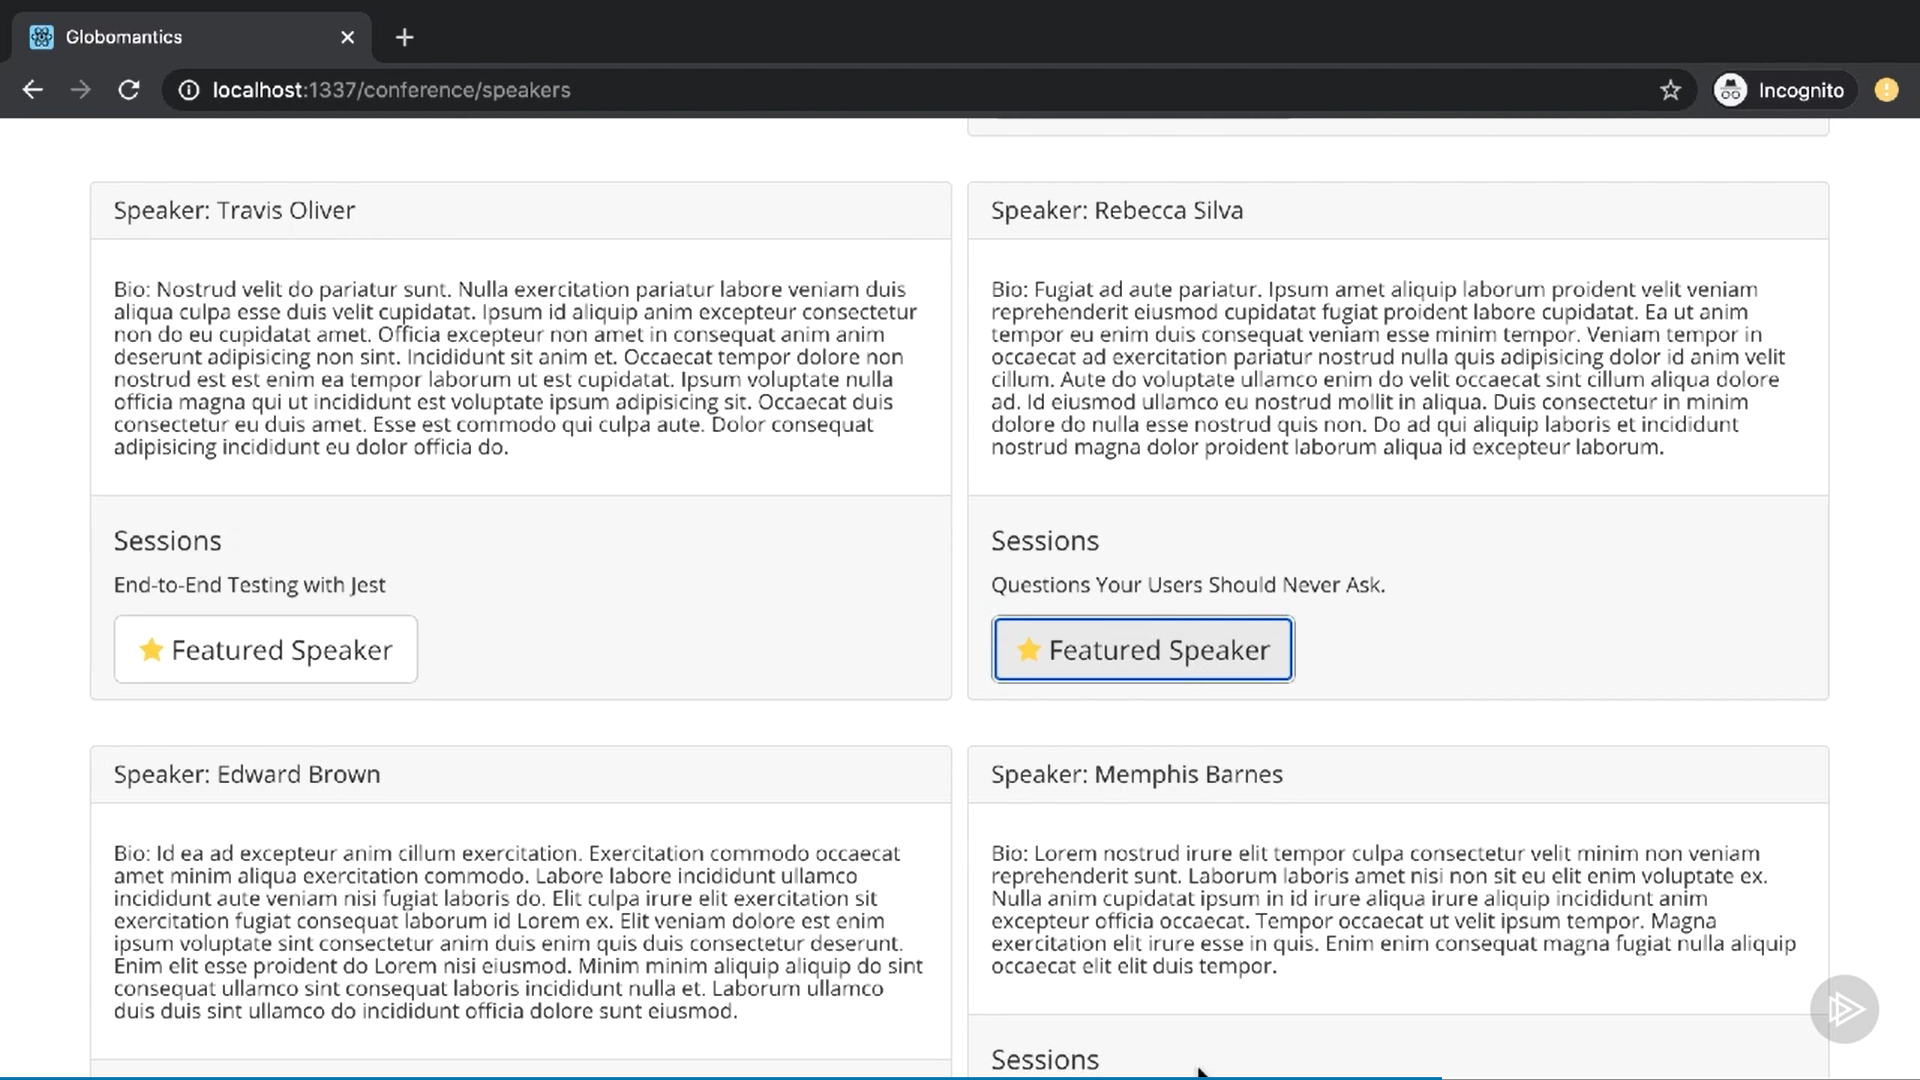 Globomantics
localhost:1337/conference/speakers
Incognito
Speaker: Travis Oliver
Bio: Nostrud velit do pariatur sunt. Nulla exercitation pariatur labore veniam duis
aliqua culpa esse duis velit cupidatat. Ipsum id aliquip anim excepteur consectetur
non do eu cupidatat amet. Officia excepteur non amet in consequat anim anim
deserunt adipisicing non sint. Incididunt sit anim et. Occaecat tempor dolore non
nostrud est est enim ea tempor laborum ut est cupidatat. Ipsum voluptate nulla
officia magna qui ut incididunt est voluptate ipsum adipisicing sit. Occaecat duis
consectetur eu duis amet. Esse est commodo qui culpa aute. Dolor consequat
adipisicing incididunt eu dolor officia do.
Sessions
End-to-End Testing with Jest
Featured Speaker
Speaker: Rebecca Silva
Bio: Fugiat ad aute pariatur. Ipsum amet aliquip laborum proident velit veniam
reprehenderit eiusmod cupidatat fugiat proident labore cupidatat. Ea ut anim
tempor eu enim duis consequat veniam esse minim tempor. Veniam tempor in
occaecat ad exercitation pariatur nostrud nulla quis adipisicing dolor id anim velit
cillum. Aute do voluptate ullamco enim do velit occaecat sint cillum aliqua dolore
ad. Id eiusmod ullamco eu nostrud mollit in aliqua. Duis consectetur in minim
dolore do nulla esse nostrud quis non. Do ad qui aliquip laboris et incididunt
nostrud magna dolor proident laborum aliqua id excepteur laborum.
Sessions
Questions Your Users Should Never Ask.
Featured Speaker
Speaker: Edward Brown
Bio: Id ea ad excepteur anim cillum exercitation. Exercitation commodo occaecat
amet minim aliqua exercitation commodo. Labore labore incididunt ullamco
incididunt aute veniam nisi fugiat laboris do. Elit culpa irure elit exercitation sit
exercitation fugiat consequat laborum id Lorem ex. Elit veniam dolore est enim
ipsum voluptate sint consectetur anim duis enim quis duis consectetur deserunt.
Enim elit esse proident do Lorem nisi eiusmod. Minim minim aliquip aliquip do sint
consequat ullamco sint consequat laboris incididunt nulla et. Laborum ullamco
duis duis sint ullamco do incididunt officia dolore sunt eiusmod.
Speaker: Memphis Barnes
Bio: Lorem nostrud irure elit tempor culpa consectetur velit minim non veniam
reprehenderit sunt. Laborum laboris amet nisi non sit eu elit enim voluptate ex.
Nulla anim cupidatat ipsum in id irure aliqua irure aliquip incididunt anim
excepteur officia occaecat. Tempor occaecat ut velit ipsum tempor. Magna
exercitation elit irure esse in quis. Enim enim consequat magna fugiat nulla aliquip
occaecat elit elit duis tempor.
Sessions